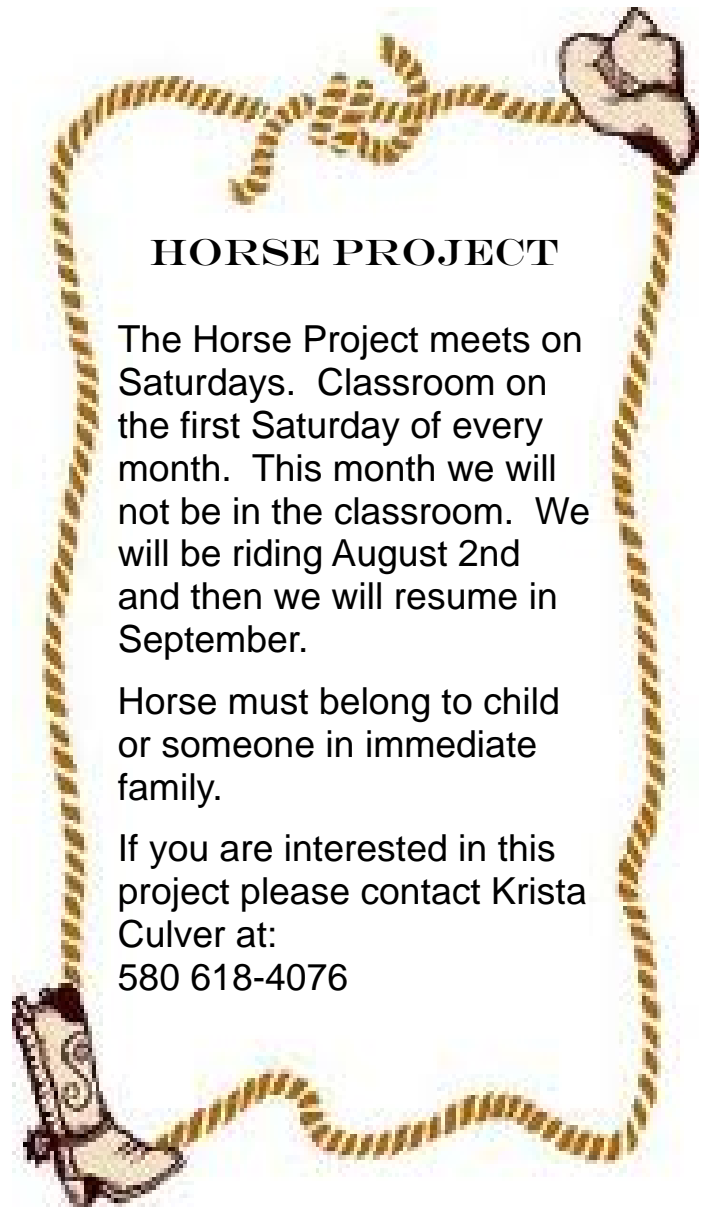 HORSE PROJECT
The Horse Project meets on
Saturdays.  Classroom on
the first Saturday of every
month.  This month we will
not be in the classroom.  We
will be riding August 2nd
and then we will resume in
September.
Horse must belong to child
or someone in immediate
family.
If you are interested in this
project please contact Krista
Culver at:
580 618-4076